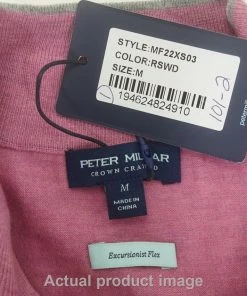 STYLE:MF22XS03
COLOR:RSWD
SIZE:M
D
194624824910
101-2
PETER MILLAR
CROWN CRAFTED
M
MADE IN
CHINA
Excursionist Flex
Actual product image